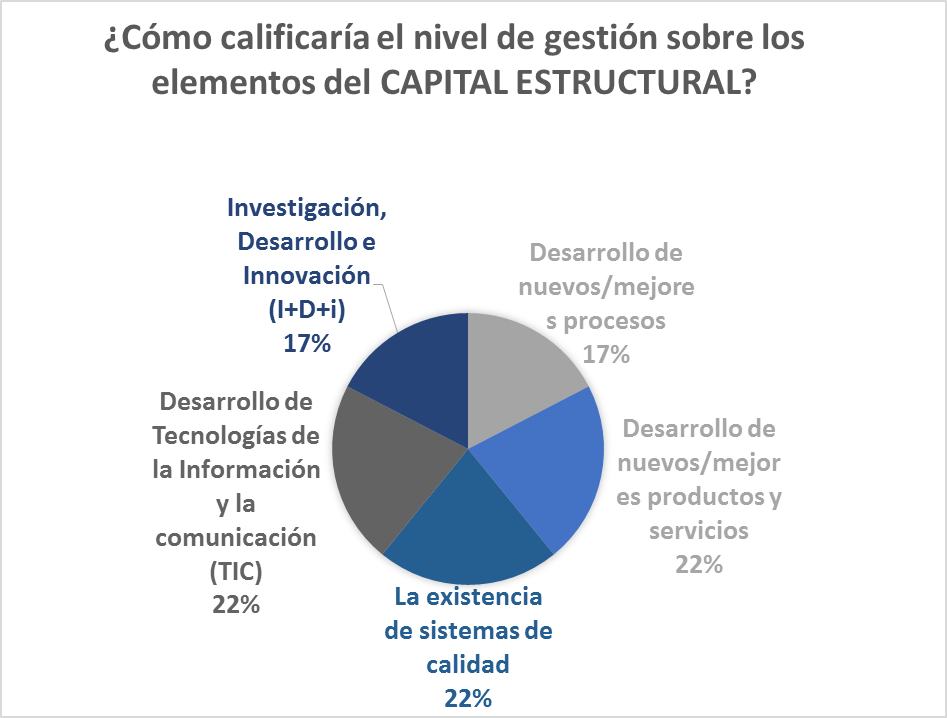 ¿Cómo calificaría el nivel de gestión sobre los
elementos del CAPITAL ESTRUCTURAL?
Investigación,
Desarrollo e
Innovación
(I+D+i)
17%
Desarrollo de
nuevos/mejore
s procesos
17%
Desarrollo de
Tecnologías de
la Información
y la
comunicación
(TIC)
22%
Desarrollo de
nuevos/mejor
es productos y
servicios
22%
La existencia
de sistemas de
calidad
22%